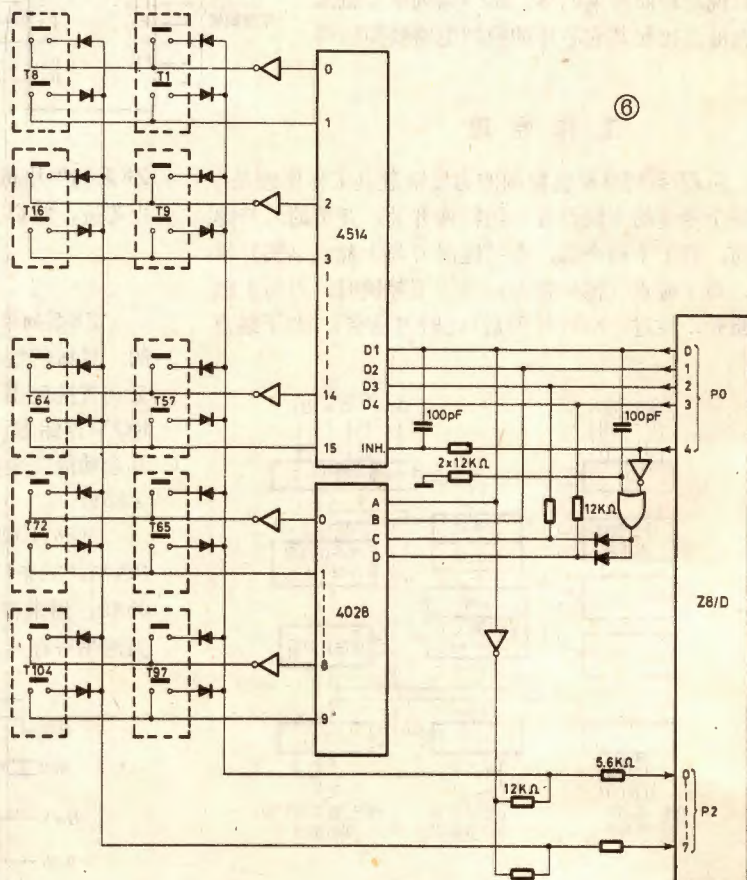 ⑥
T8
T1
0
1
T16
T9
2
3
4514
T64
T57
14
15
D1
D2
D3
D4
INH.
100pF
100pF
2x12KΩ
12KΩ
0
1
2
3
4
P0
Z8/D
T72
T65
0
1
4028
A
B
C
D
T104
T97
8
9
12KΩ
5.6KΩ
0
7
P2